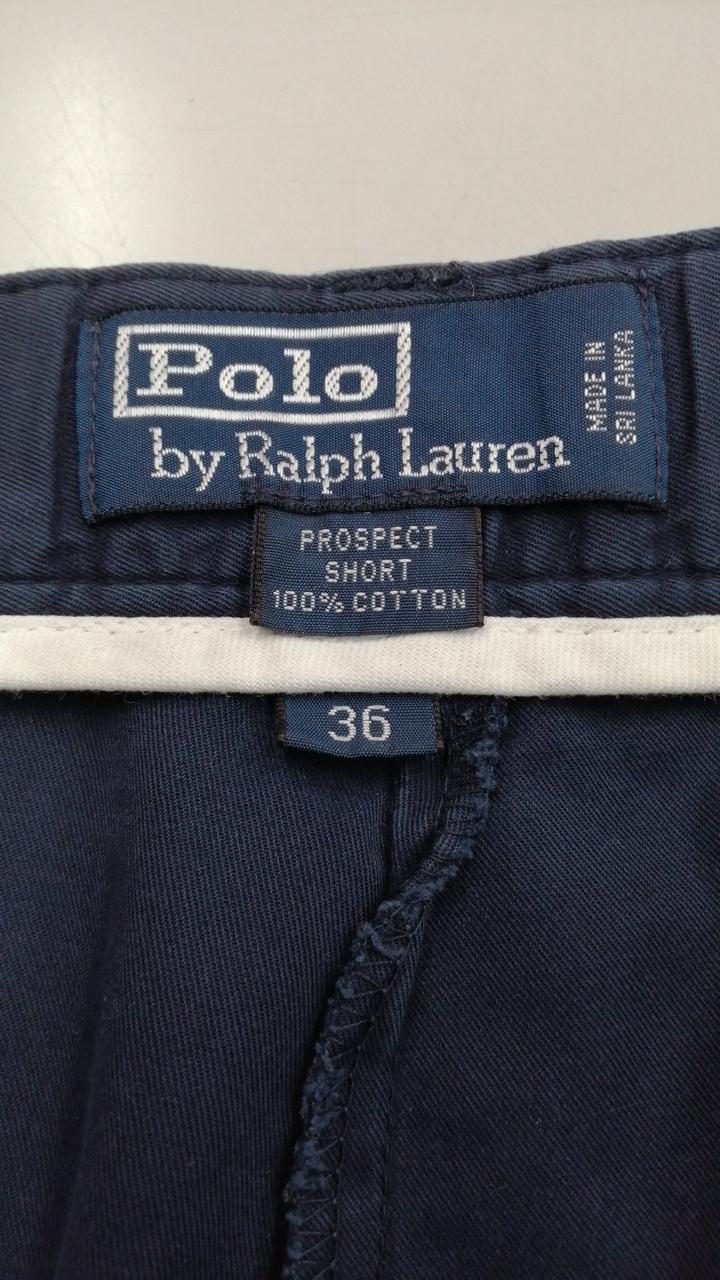 Polo
by Ralph Lauren
MADE IN
SRI LANKA
PROSPECT
SHORT
100% COTTON
36